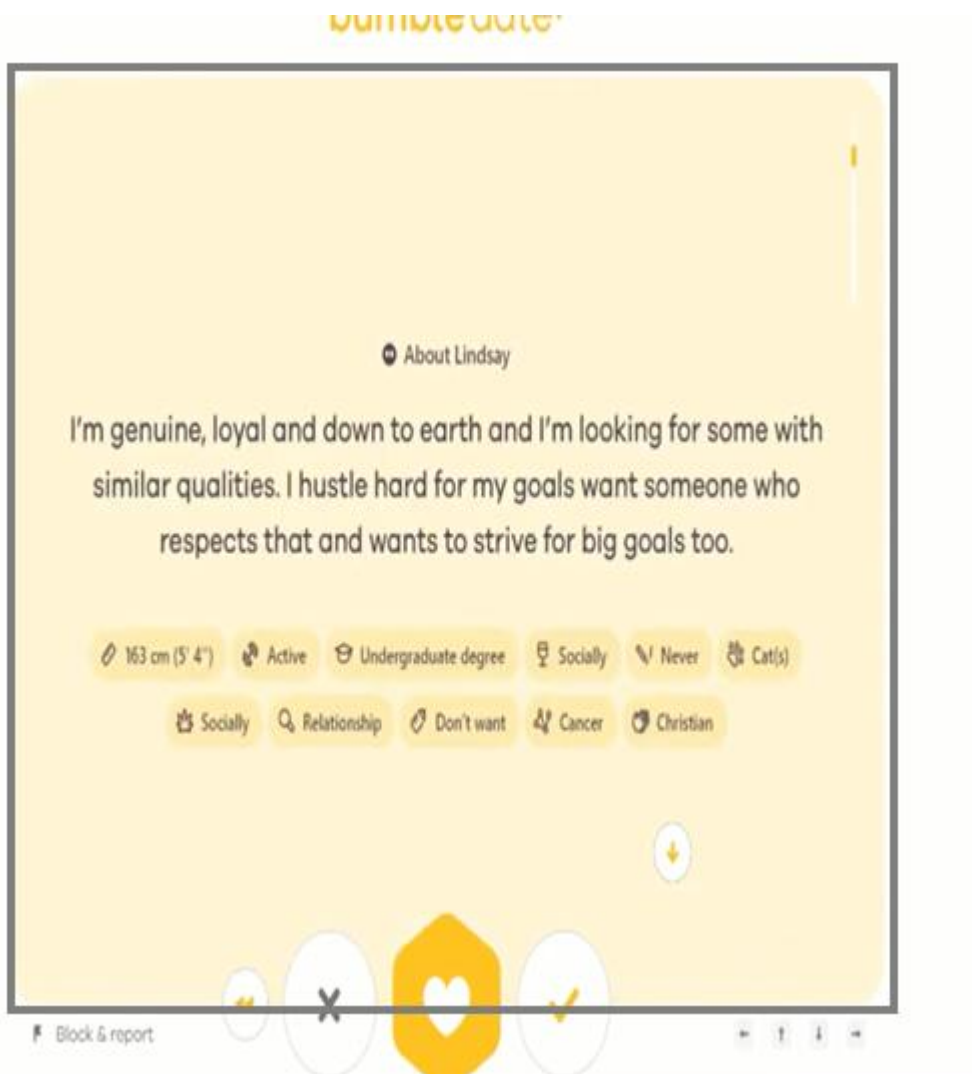 bumble date
About Lindsay
I'm genuine, loyal and down to earth and I'm looking for some with
similar qualities. I hustle hard for my goals want someone who
respects that and wants to strive for big goals too.
163 cm (5' 4") Active Undergraduate degree Socially Never Cat(s)
Socially Relationship Don't want Cancer Christian
Block & report